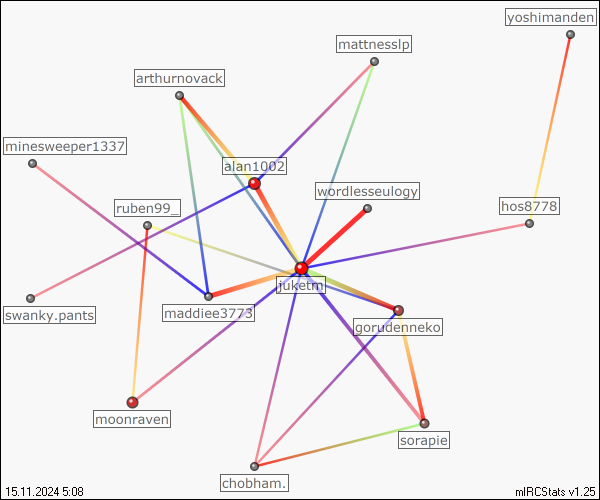 yoshimanden
mattnesslp
arthurnovack
minesweeper1337
alan1002
wordlesseulogy
ruben99_
hos8778
juketm
swanky.pants
maddiee3773
gorudenneko
moonraven
sorapie
chobham.
15.11.2024 5:08
mIRCStats v1.25